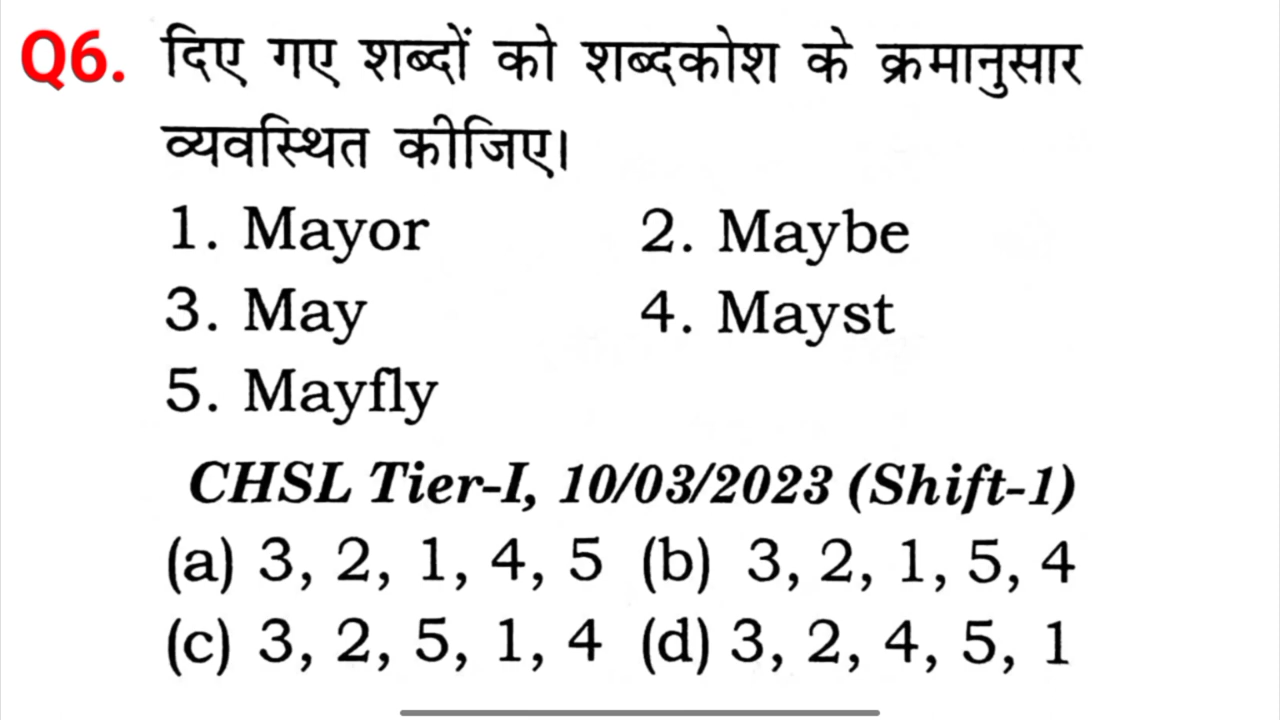 Q6. दिए गए शब्दों को शब्दकोश के क्रमानुसार
व्यवस्थित कीजिए।
1. Mayor 2. Maybe
3. May 4. Mayst
5. Mayfly
CHSL Tier-I, 10/03/2023 (Shift-1)
(a) 3, 2, 1, 4, 5 (b) 3, 2, 1, 5, 4
(c) 3, 2, 5, 1, 4 (d) 3, 2, 4, 5, 1